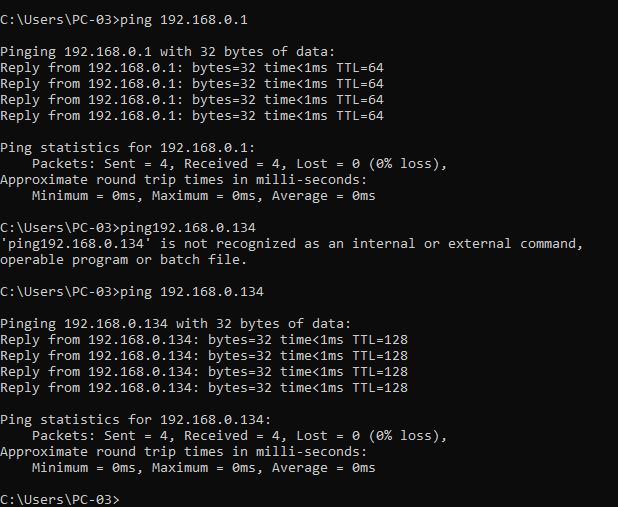 C:\Users\PC-03>ping 192.168.0.1
Pinging 192.168.0.1 with 32 bytes of data:
Reply from 192.168.0.1: bytes=32 time<1ms TTL=64
Reply from 192.168.0.1: bytes=32 time<1ms TTL=64
Reply from 192.168.0.1: bytes=32 time<1ms TTL=64
Reply from 192.168.0.1: bytes=32 time<1ms TTL=64
Ping statistics for 192.168.0.1:
    Packets: Sent = 4, Received = 4, Lost = 0 (0% loss),
Approximate round trip times in milli-seconds:
    Minimum = 0ms, Maximum = 0ms, Average = 0ms
C:\Users\PC-03>ping192.168.0.134
'ping192.168.0.134' is not recognized as an internal or external command,
operable program or batch file.
C:\Users\PC-03>ping 192.168.0.134
Pinging 192.168.0.134 with 32 bytes of data:
Reply from 192.168.0.134: bytes=32 time<1ms TTL=128
Reply from 192.168.0.134: bytes=32 time<1ms TTL=128
Reply from 192.168.0.134: bytes=32 time<1ms TTL=128
Reply from 192.168.0.134: bytes=32 time<1ms TTL=128
Ping statistics for 192.168.0.134:
    Packets: Sent = 4, Received = 4, Lost = 0 (0% loss),
Approximate round trip times in milli-seconds:
    Minimum = 0ms, Maximum = 0ms, Average = 0ms
C:\Users\PC-03>